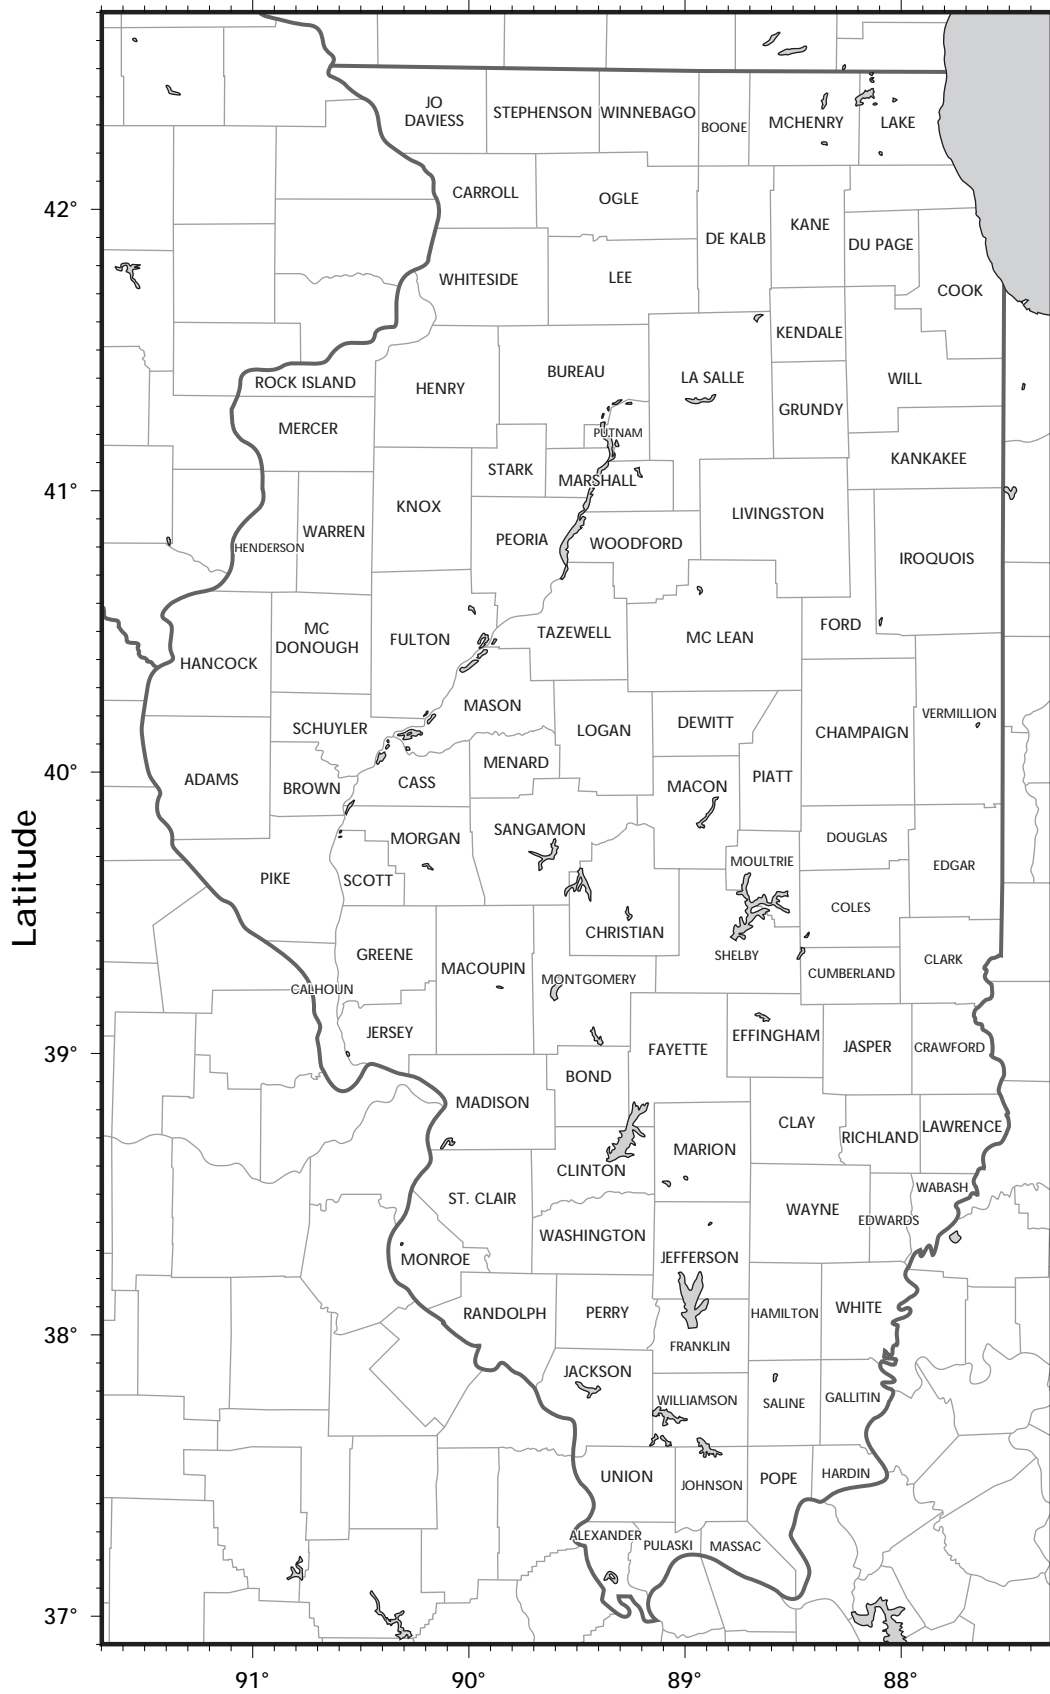 JO
DAVIESS
STEPHENSON
WINNEBAGO
BOONE
MCHENRY
LAKE
CARROLL
OGLE
42°
DE KALB
KANE
DU PAGE
WHITESIDE
LEE
COOK
KENDALE
ROCK ISLAND
HENRY
BUREAU
LA SALLE
WILL
GRUNDY
MERCER
PUTNAM
KANKAKEE
STARK
MARSHALL
41°
KNOX
LIVINGSTON
WARREN
HENDERSON
PEORIA
WOODFORD
IROQUOIS
MC
DONOUGH
FULTON
TAZEWELL
MC LEAN
FORD
HANCOCK
MASON
SCHUYLER
LOGAN
DEWITT
VERMILLION
CHAMPAIGN
40°
ADAMS
BROWN
CASS
MENARD
MACON
PIATT
MORGAN
SANGAMON
DOUGLAS
MOULTRIE
EDGAR
PIKE
SCOTT
COLES
CHRISTIAN
GREENE
MACOUPIN
SHELBY
CLARK
CUMBERLAND
MONTGOMERY
CALHOUN
JERSEY
EFFINGHAM
39°
FAYETTE
JASPER
CRAWFORD
BOND
MADISON
CLAY
LAWRENCE
RICHLAND
MARION
CLINTON
WABASH
ST. CLAIR
WAYNE
EDWARDS
WASHINGTON
MONROE
JEFFERSON
RANDOLPH
PERRY
HAMILTON
WHITE
38°
FRANKLIN
JACKSON
WILLIAMSON
SALINE
GALLITIN
UNION
JOHNSON
POPE
HARDIN
ALEXANDER
PULASKI
MASSAC
37°
91°
90°
89°
88°
Latitude